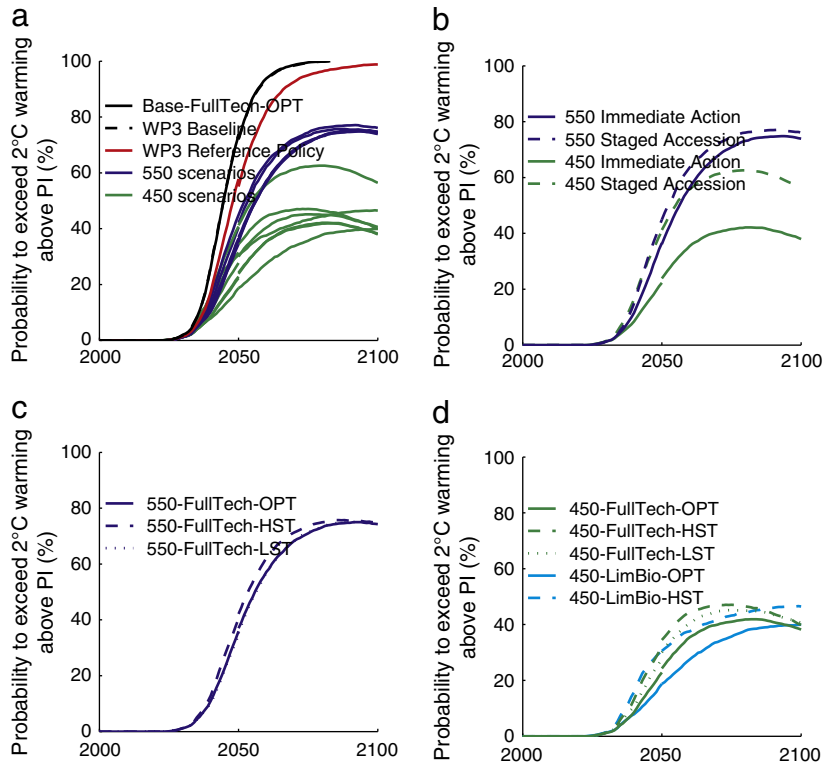 a
Probability to exceed 2°C warming
above PI (%)
100
80
60
40
20
0
2000
2050
2100
Base-FullTech-OPT
WP3 Baseline
WP3 Reference Policy
550 scenarios
450 scenarios
b
Probability to exceed 2°C warming
above PI (%)
100
80
60
40
20
0
2000
2050
2100
550 Immediate Action
550 Staged Accession
450 Immediate Action
450 Staged Accession
c
Probability to exceed 2°C warming
above PI (%)
100
80
60
40
20
0
2000
2050
2100
550-FullTech-OPT
550-FullTech-HST
550-FullTech-LST
d
Probability to exceed 2°C warming
above PI (%)
100
80
60
40
20
0
2000
2050
2100
450-FullTech-OPT
450-FullTech-HST
450-FullTech-LST
450-LimBio-OPT
450-LimBio-HST